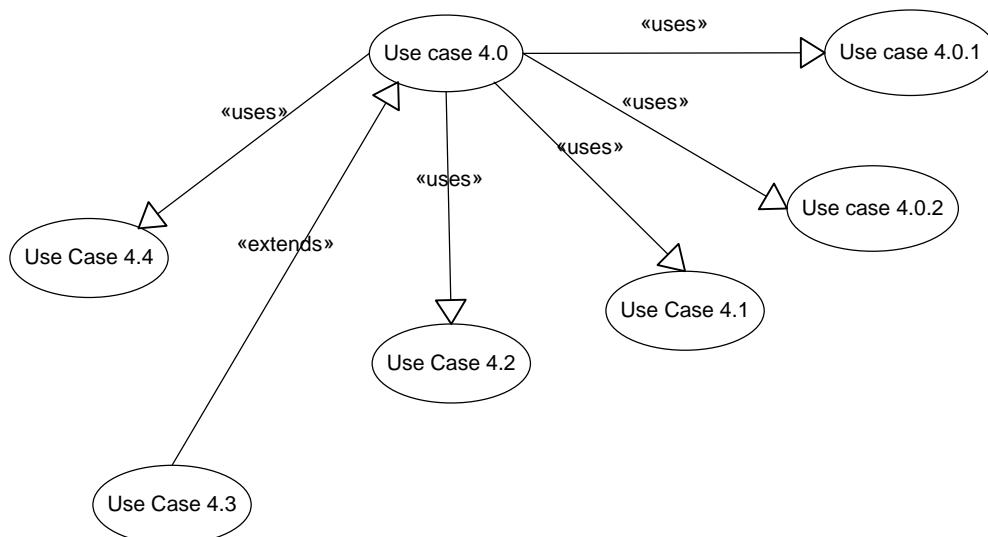 «uses»
Use case 4.0
Use case 4.0.1
«uses»
«uses»
«uses»
«uses»
Use case 4.0.2
«extends»
Use Case 4.4
Use Case 4.1
Use Case 4.2
Use Case 4.3